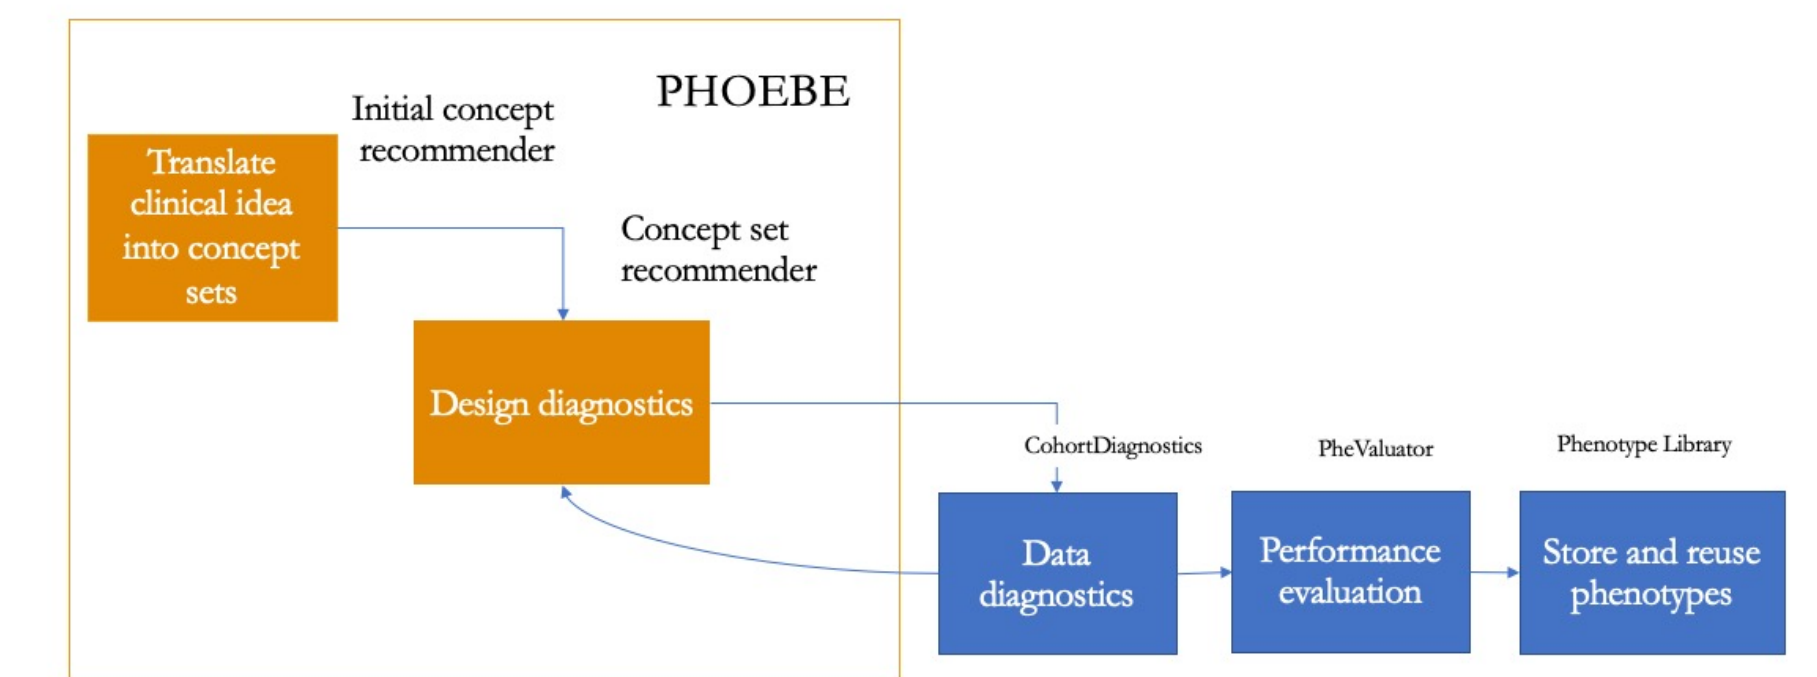 PHOEBE
Initial concept
recommender
Translate
clinical idea
into concept
sets
Concept set
recommender
Design diagnostics
CohortDiagnostics
PheValuator
Phenotype Library
Data
diagnostics
Performance
evaluation
Store and reuse
phenotypes